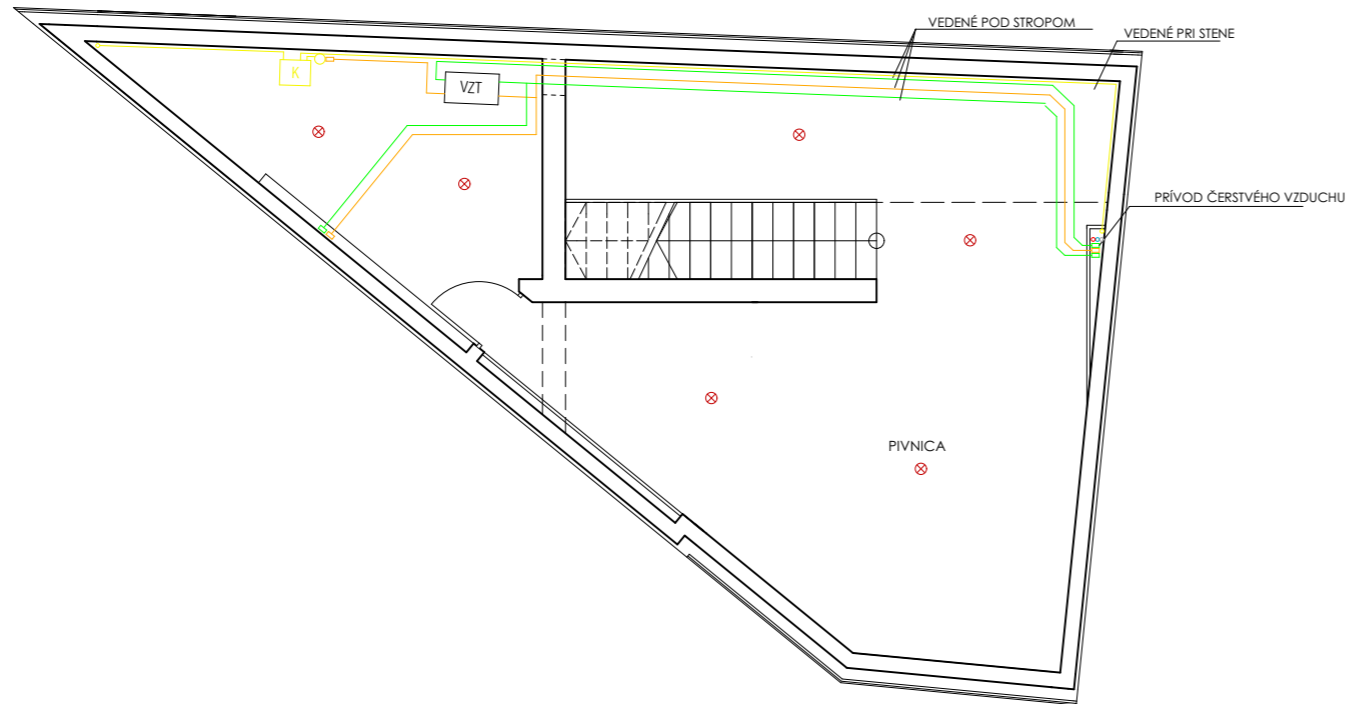 VEDENÉ POD STROPOM
VEDENÉ PRI STENE
K
VZT
PRÍVOD ČERSTVÉHO VZDUCHU
PIVNICA